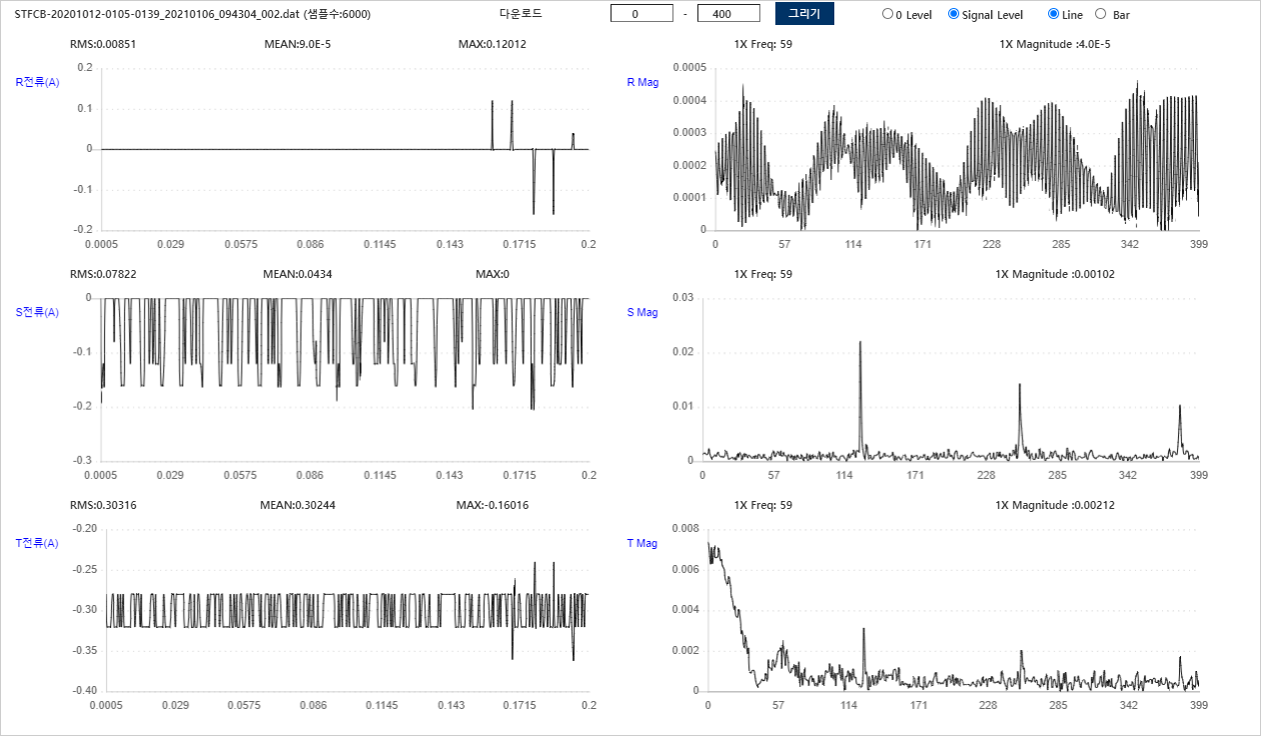 STFCB-20201012-0105-0139_20210106_094304_002.dat (샘플수:6000) 다운로드 0 - 400 그리기 0 Level Signal Level Line Bar
RMS:0.00851 MEAN:9.0E-5 MAX:0.12012 1X Freq: 59 1X Magnitude :4.0E-5
R전류(A)
0.2
0.1
0
-0.1
-0.2
0.0005 0.029 0.0575 0.086 0.1145 0.143 0.1715 0.2
R Mag
0.0005
0.0004
0.0003
0.0002
0.0001
0
0 57 114 171 228 285 342 399
RMS:0.07822 MEAN:0.0434 MAX:0 1X Freq: 59 1X Magnitude :0.00102
S전류(A)
0
-0.1
-0.2
-0.3
0.0005 0.029 0.0575 0.086 0.1145 0.143 0.1715 0.2
S Mag
0.03
0.02
0.01
0
0 57 114 171 228 285 342 399
RMS:0.30316 MEAN:0.30244 MAX:-0.16016 1X Freq: 59 1X Magnitude :0.00212
T전류(A)
-0.20
-0.25
-0.30
-0.35
-0.40
0.0005 0.029 0.0575 0.086 0.1145 0.143 0.1715 0.2
T Mag
0.008
0.006
0.004
0.002
0
0 57 114 171 228 285 342 399